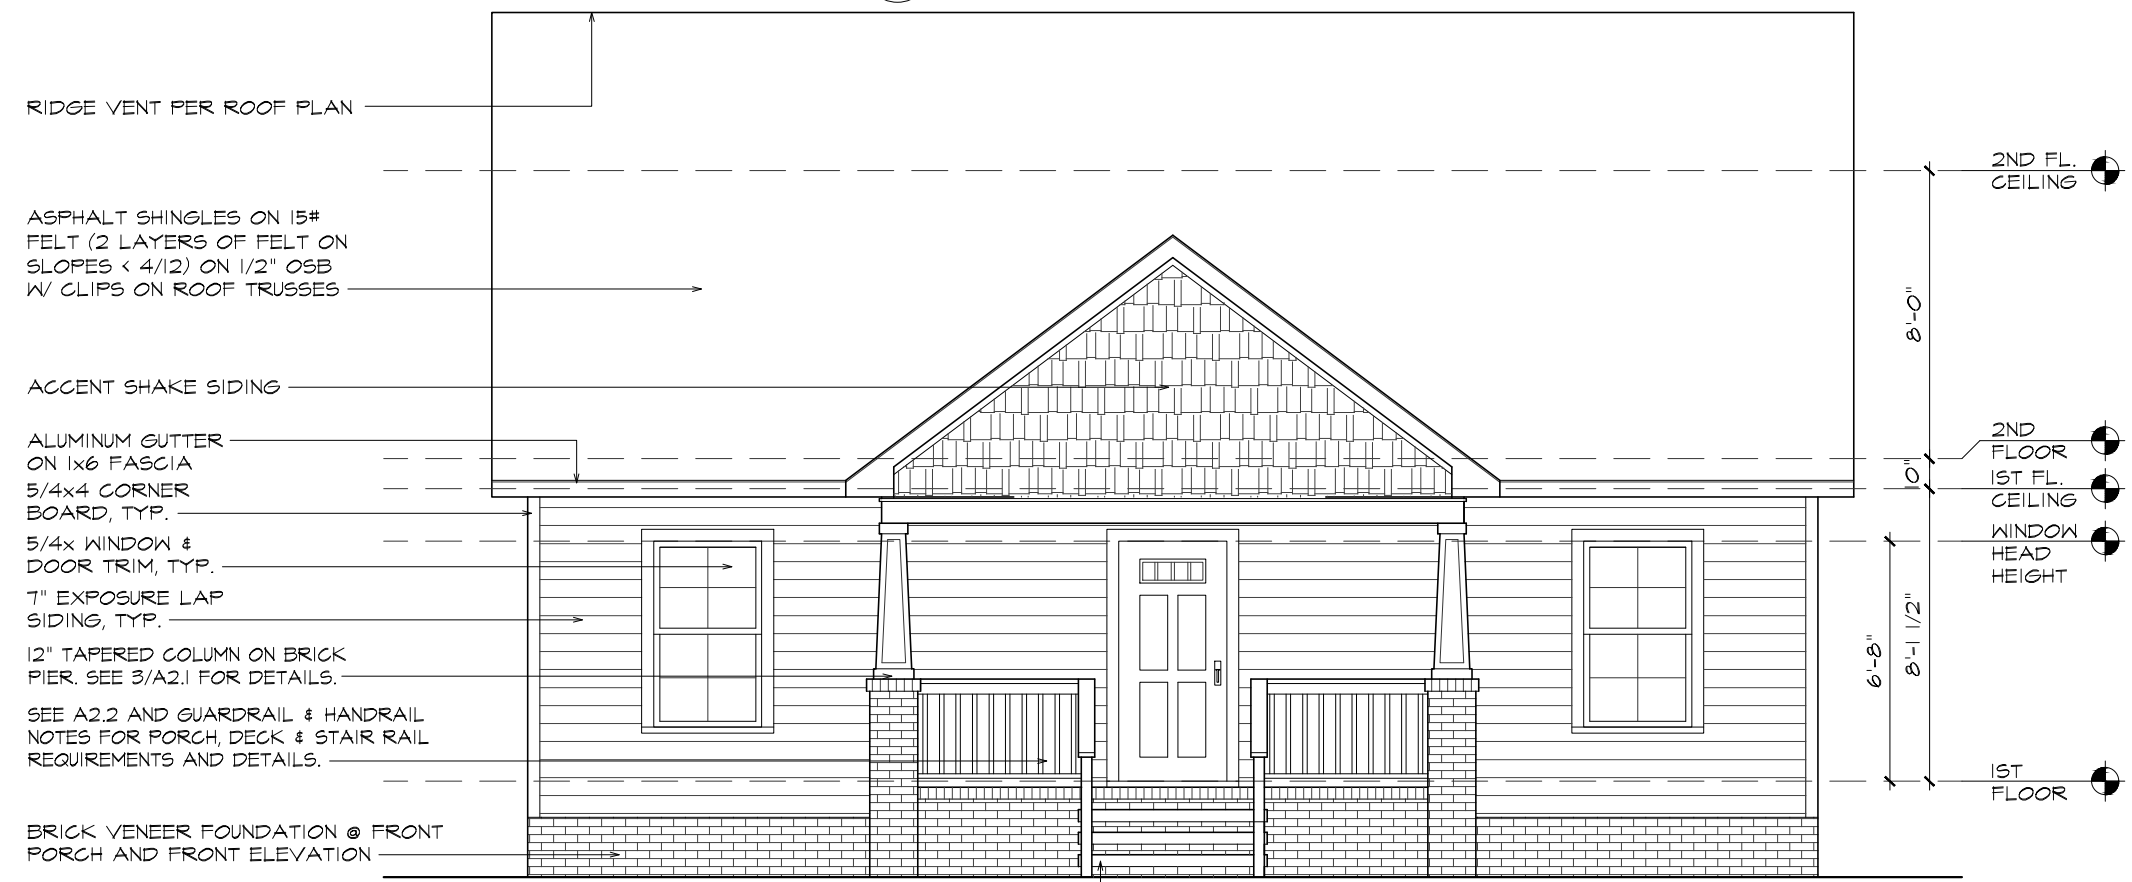 RIDGE VENT PER ROOF PLAN
ASPHALT SHINGLES ON 15#
FELT (2 LAYERS OF FELT ON
SLOPES < 4/12) ON 1/2" OSB
W/ CLIPS ON ROOF TRUSSES
ACCENT SHAKE SIDING
ALUMINUM GUTTER
ON 1x6 FASCIA
5/4x4 CORNER
BOARD, TYP.
5/4x WINDOW &
DOOR TRIM, TYP.
7" EXPOSURE LAP
SIDING, TYP.
12" TAPERED COLUMN ON BRICK
PIER. SEE 3/A2.1 FOR DETAILS.
SEE A2.2 AND GUARDRAIL & HANDRAIL
NOTES FOR PORCH, DECK & STAIR RAIL
REQUIREMENTS AND DETAILS.
BRICK VENEER FOUNDATION @ FRONT
PORCH AND FRONT ELEVATION
2ND FL.
CEILING
8'-0"
2ND
FLOOR
10"
1ST FL.
CEILING
WINDOW
HEAD
HEIGHT
6'-8"
8'-1 1/2"
1ST
FLOOR